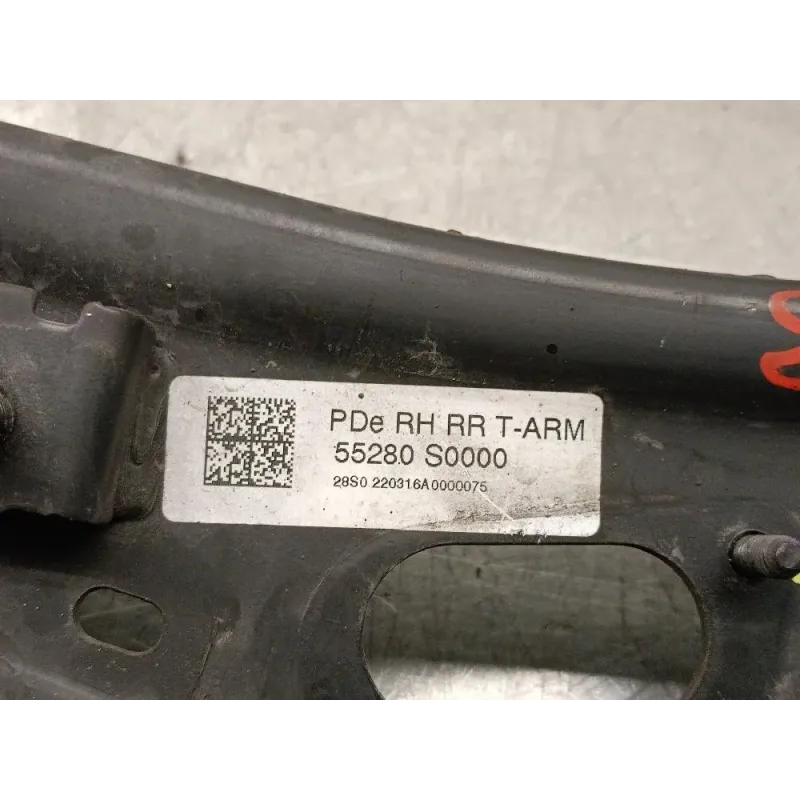 PDe RH RR T-ARM
55280 S0000
28S0 220316A0000075